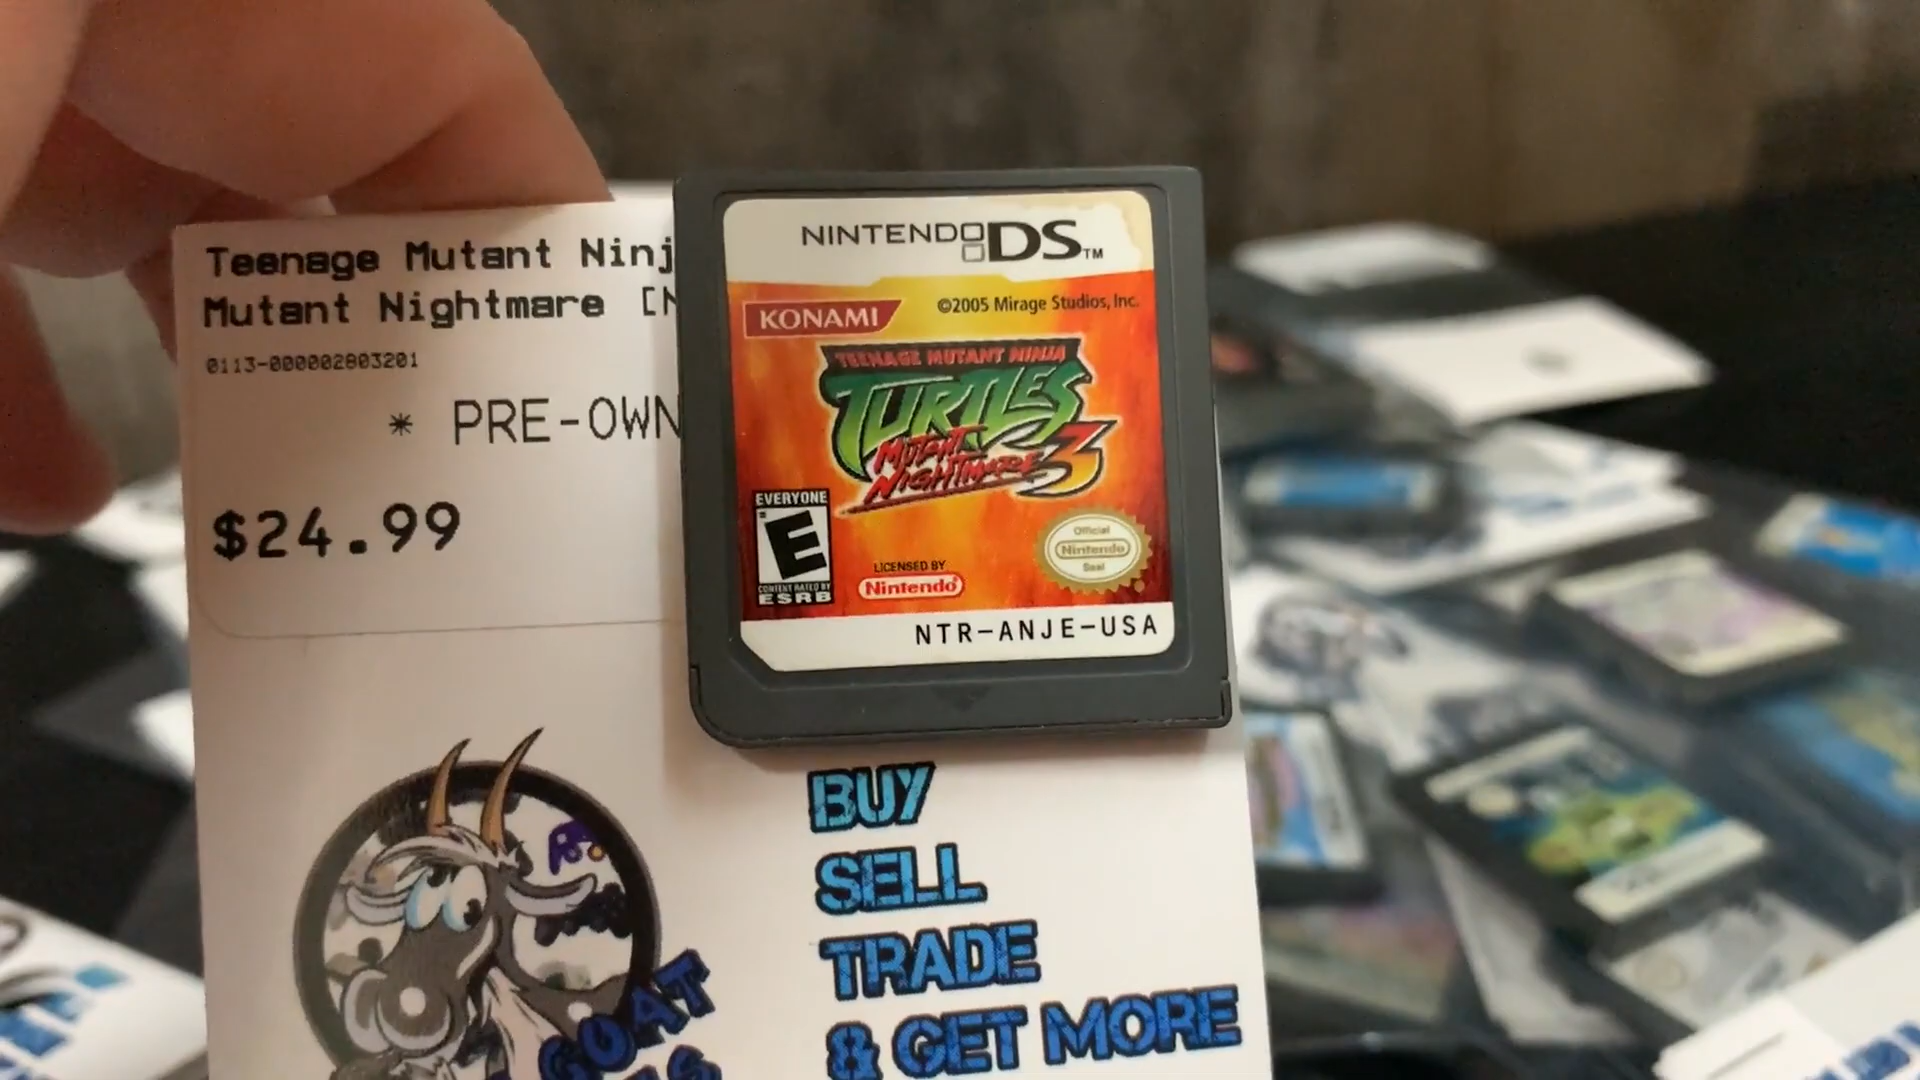 Teenage Mutant Ninj
Mutant Nightmare [N
0113-000002803201
* PRE-OWN
$24.99
NINTENDO DS™
KONAMI
©2005 Mirage Studios, Inc.
TEENAGE MUTANT NINJA
TURTLES
MUTANT
NIGHTMARE 3
EVERYONE
E
CONTENT RATED BY
ESRB
LICENSED BY
Nintendo®
Official
Nintendo
Seal
NTR-ANJE-USA
BUY
SELL
TRADE
& GET MORE
GOAT